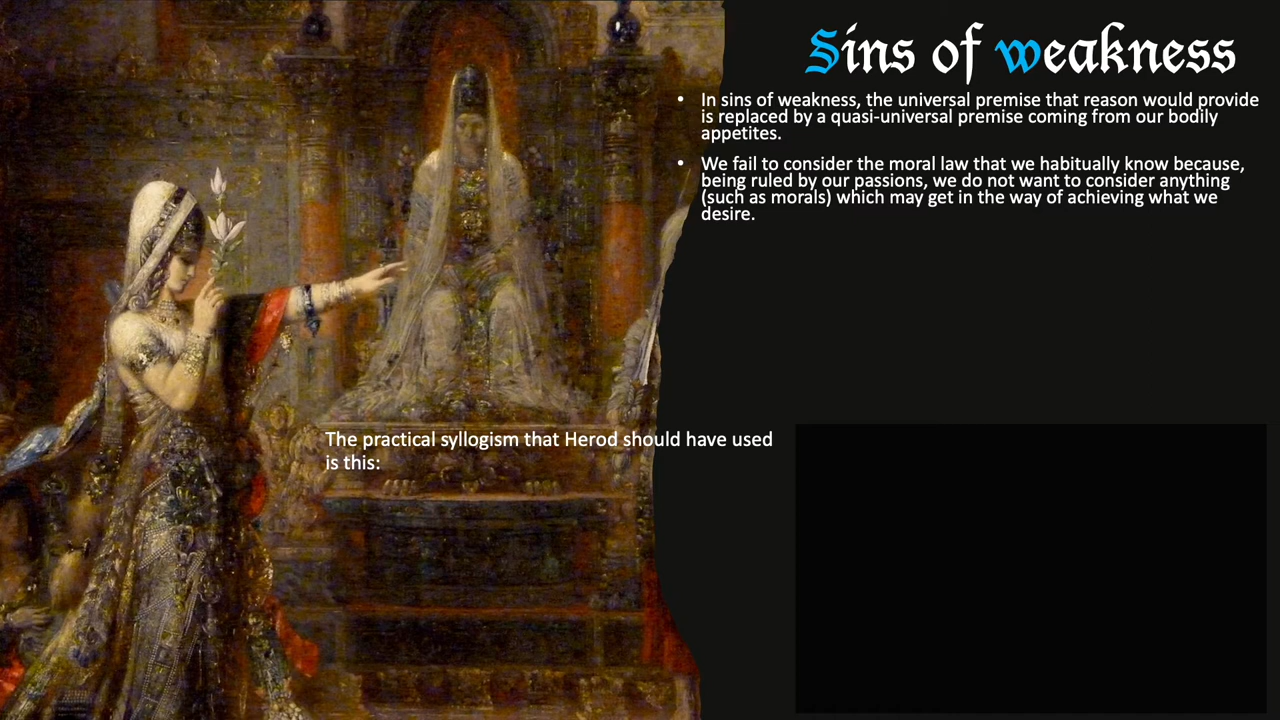 Sins of weakness
• In sins of weakness, the universal premise that reason would provide
is replaced by a quasi-universal premise coming from our bodily
appetites.
• We fail to consider the moral law that we habitually know because,
being ruled by our passions, we do not want to consider anything
(such as morals) which may get in the way of achieving what we
desire.
The practical syllogism that Herod should have used
is this: